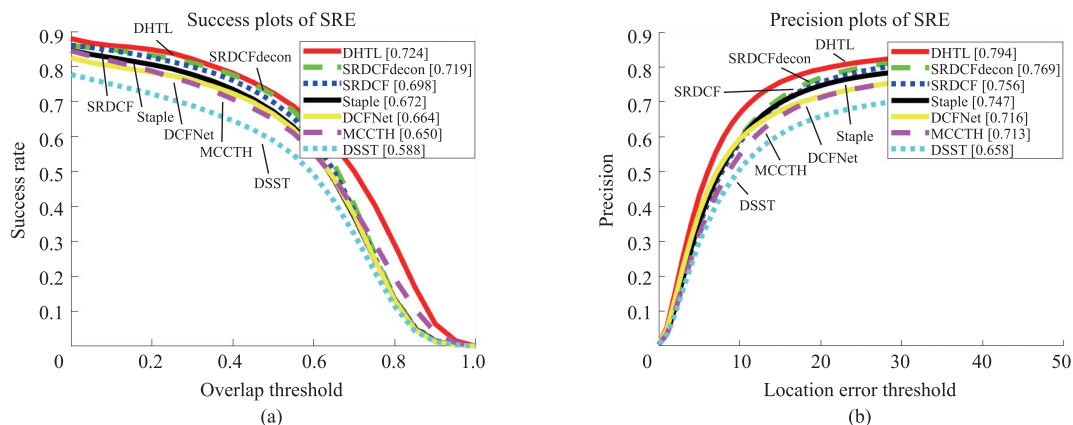 Success plots of SRE
0.9
0.8
0.7
0.6
0.5
0.4
0.3
0.2
0.1
0
0.2
0.4
0.6
0.8
1.0
Success rate
Overlap threshold
DHTL
SRDCFdecon
SRDCF
Staple
DCFNet
MCCTH
DSST
DHTL [0.724]
SRDCFdecon [0.719]
SRDCF [0.698]
Staple [0.672]
DCFNet [0.664]
MCCTH [0.650]
DSST [0.588]
(a)
Precision plots of SRE
0.9
0.8
0.7
0.6
0.5
0.4
0.3
0.2
0.1
0
10
20
30
40
50
Precision
Location error threshold
DHTL
SRDCFdecon
SRDCF
Staple
DCFNet
MCCTH
DSST
DHTL [0.794]
SRDCFdecon [0.769]
SRDCF [0.756]
Staple [0.747]
DCFNet [0.716]
MCCTH [0.713]
DSST [0.658]
(b)